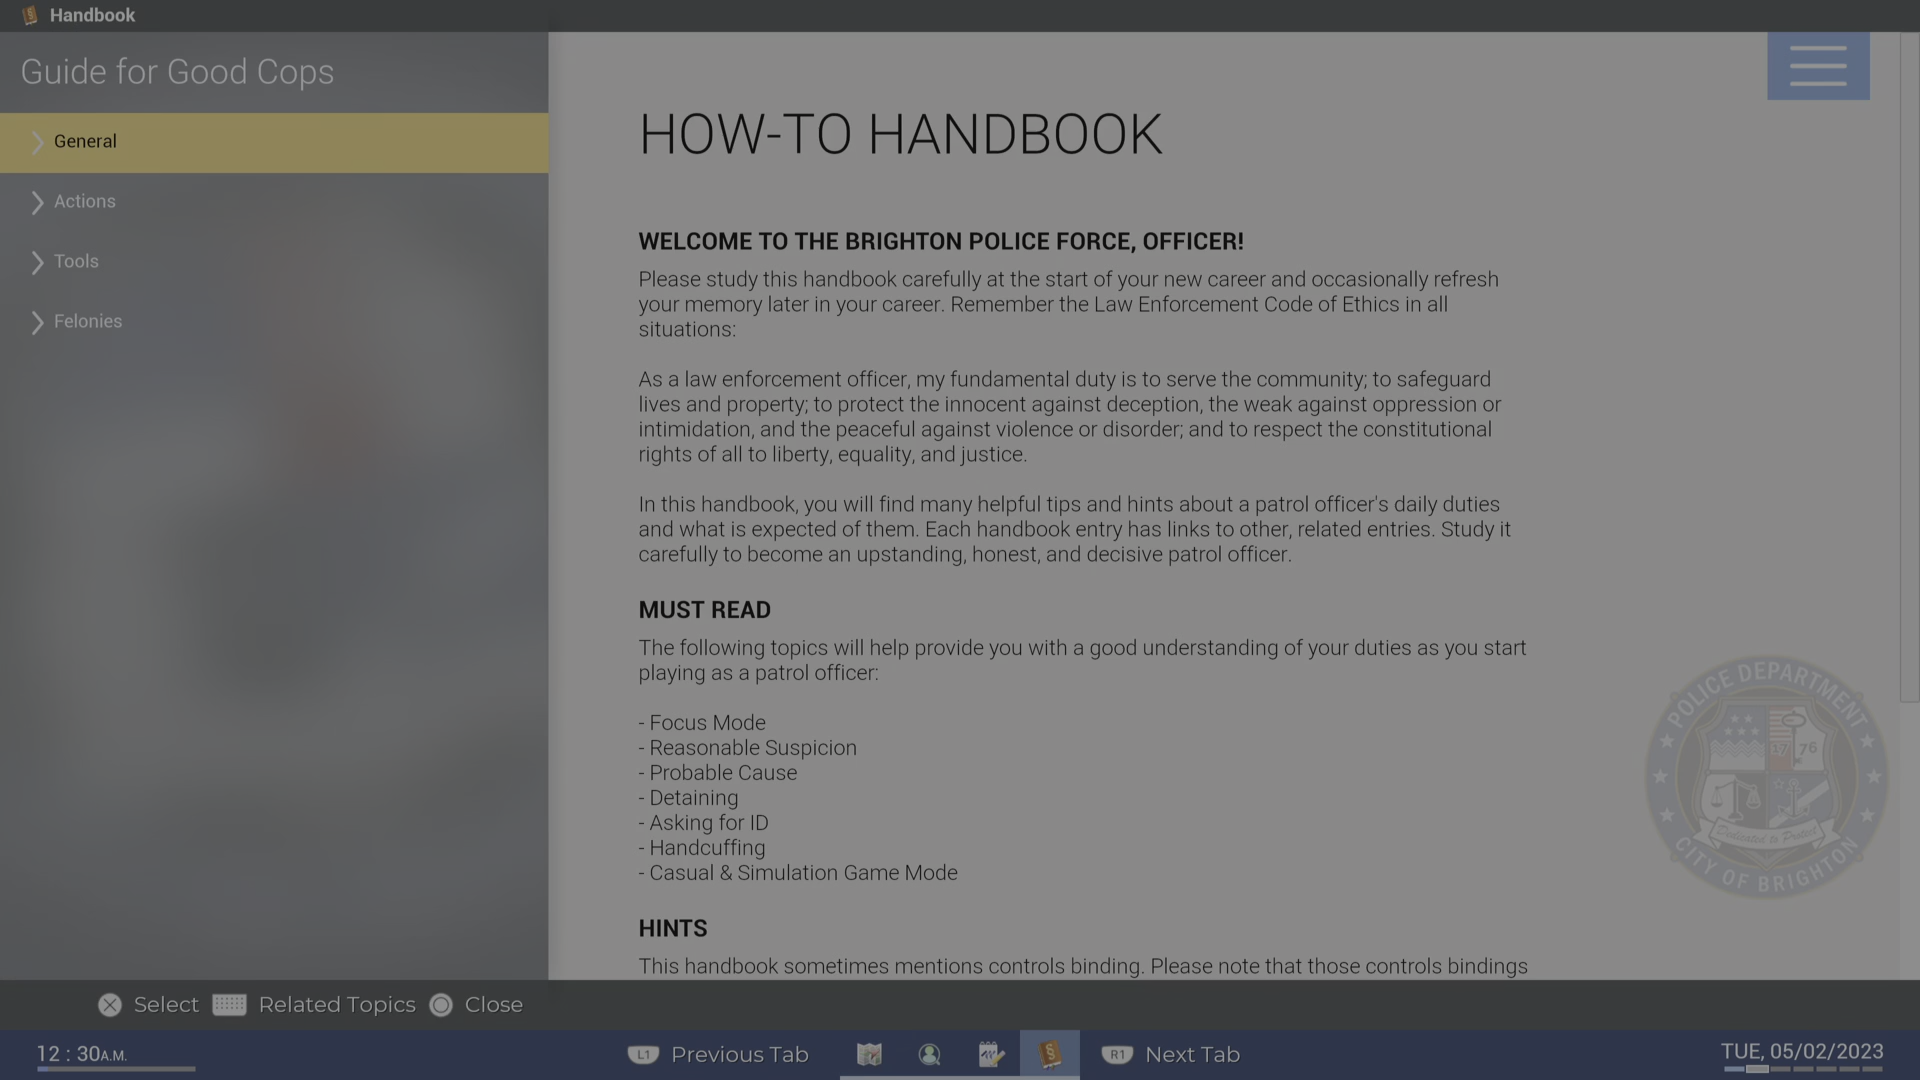 Handbook
Guide for Good Cops
General
Actions
Tools
Felonies
HOW-TO HANDBOOK
WELCOME TO THE BRIGHTON POLICE FORCE, OFFICER!
Please study this handbook carefully at the start of your new career and occasionally refresh
your memory later in your career. Remember the Law Enforcement Code of Ethics in all
situations:
As a law enforcement officer, my fundamental duty is to serve the community; to safeguard
lives and property; to protect the innocent against deception, the weak against oppression or
intimidation, and the peaceful against violence or disorder; and to respect the constitutional
rights of all to liberty, equality, and justice.
In this handbook, you will find many helpful tips and hints about a patrol officer's daily duties
and what is expected of them. Each handbook entry has links to other, related entries. Study it
carefully to become an upstanding, honest, and decisive patrol officer.
MUST READ
The following topics will help provide you with a good understanding of your duties as you start
playing as a patrol officer:
- Focus Mode
- Reasonable Suspicion
- Probable Cause
- Detaining
- Asking for ID
- Handcuffing
- Casual & Simulation Game Mode
HINTS
This handbook sometimes mentions controls binding. Please note that those controls bindings
POLICE DEPARTMENT
1776
Dedicated to Protect
CITY OF BRIGHTON
Select Related Topics Close
12 : 30A.M.
L1 Previous Tab
R1 Next Tab
TUE, 05/02/2023